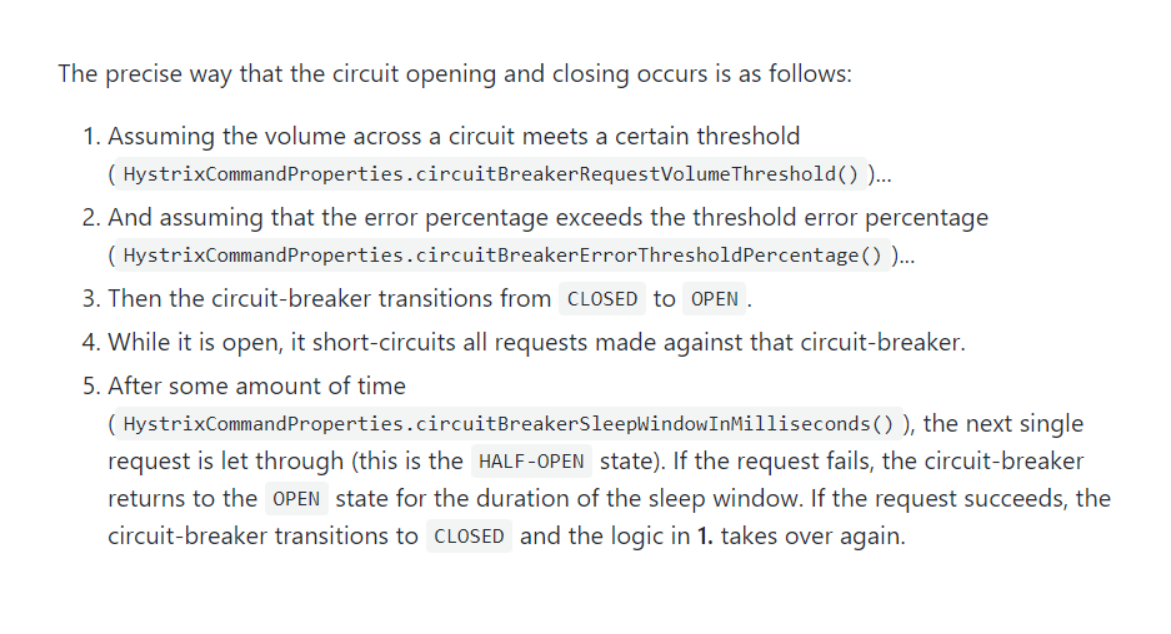 The precise way that the circuit opening and closing occurs is as follows:
1. Assuming the volume across a circuit meets a certain threshold
( HystrixCommandProperties.circuitBreakerRequestVolumeThreshold() )...
2. And assuming that the error percentage exceeds the threshold error percentage
( HystrixCommandProperties.circuitBreakerErrorThresholdPercentage() )...
3. Then the circuit-breaker transitions from CLOSED to OPEN .
4. While it is open, it short-circuits all requests made against that circuit-breaker.
5. After some amount of time
( HystrixCommandProperties.circuitBreakerSleepWindowInMilliseconds() ), the next single
request is let through (this is the HALF-OPEN state). If the request fails, the circuit-breaker
returns to the OPEN state for the duration of the sleep window. If the request succeeds, the
circuit-breaker transitions to CLOSED and the logic in 1. takes over again.